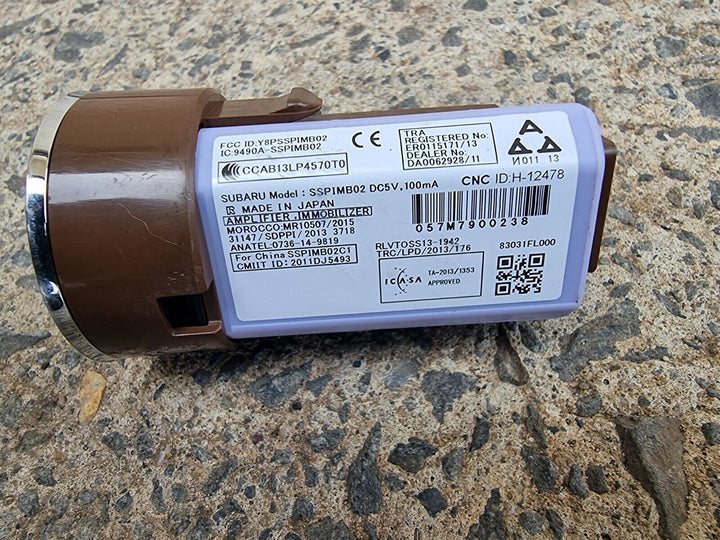 FCC ID:Y8PSSPIMB02
IC:9490A-SSPIMB02
CE
TRA
REGISTERED No:
ER0115171/13
DEALER No:
DA0062928/11
И011 13
CCAB13LP4570T0
SUBARU Model : SSPIMB02 DC5V,100mA
CNC ID:H-12478
R MADE IN JAPAN
AMPLIFIER,IMMOBILIZER
MOROCCO:MR10507/2015
31147/SDPPI/2013 3718
ANATEL:0736-14-9819
057M7900238
For China SSPIMB02C1
CMIIT ID:2011DJ5493
RLVTOSS13-1942
TRC/LPD/2013/176
83031FL000
ICASA
TA-2013/1353
APPROVED